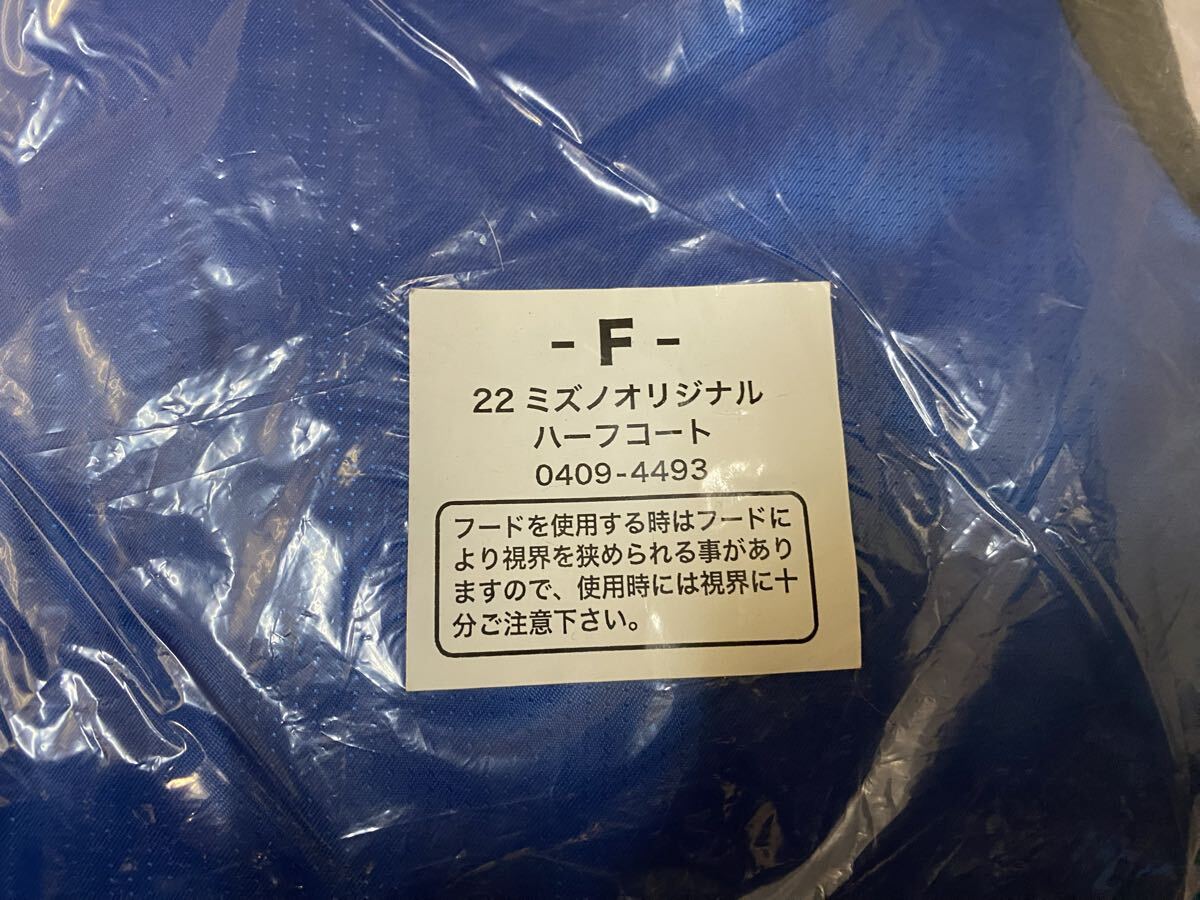 - F -
22 ミズノオリジナル
ハーフコート
0409-4493
フードを使用する時はフードに
より視界を狭められる事があり
ますので、使用時には視界に十
分ご注意下さい。